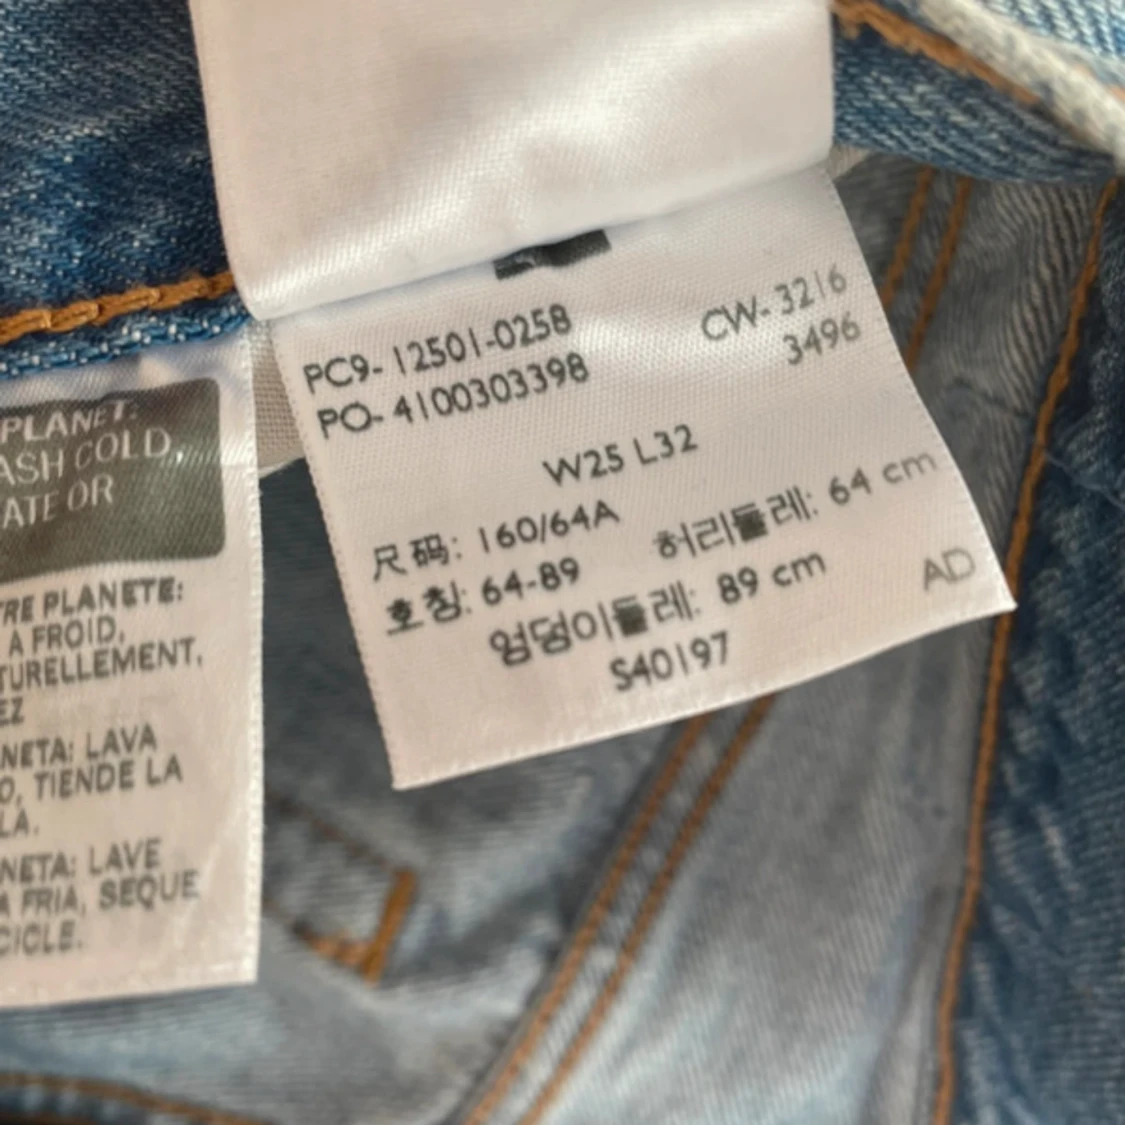 PLANET:
ASH COLD,
ATE OR
RE PLANETE:
A FROID,
TURELLEMENT,
EZ
NETA: LAVA
O, TIENDE LA
LA.
NETA: LAVE
A FRIA, SEQUE
CICLE.
PC9- 12501-0258 CW- 3216
PO- 4100303398 3496
W25 L32
尺码: 160/64A 허리둘레: 64 cm
호칭: 64-89
엉덩이둘레: 89 cm AD
S40197